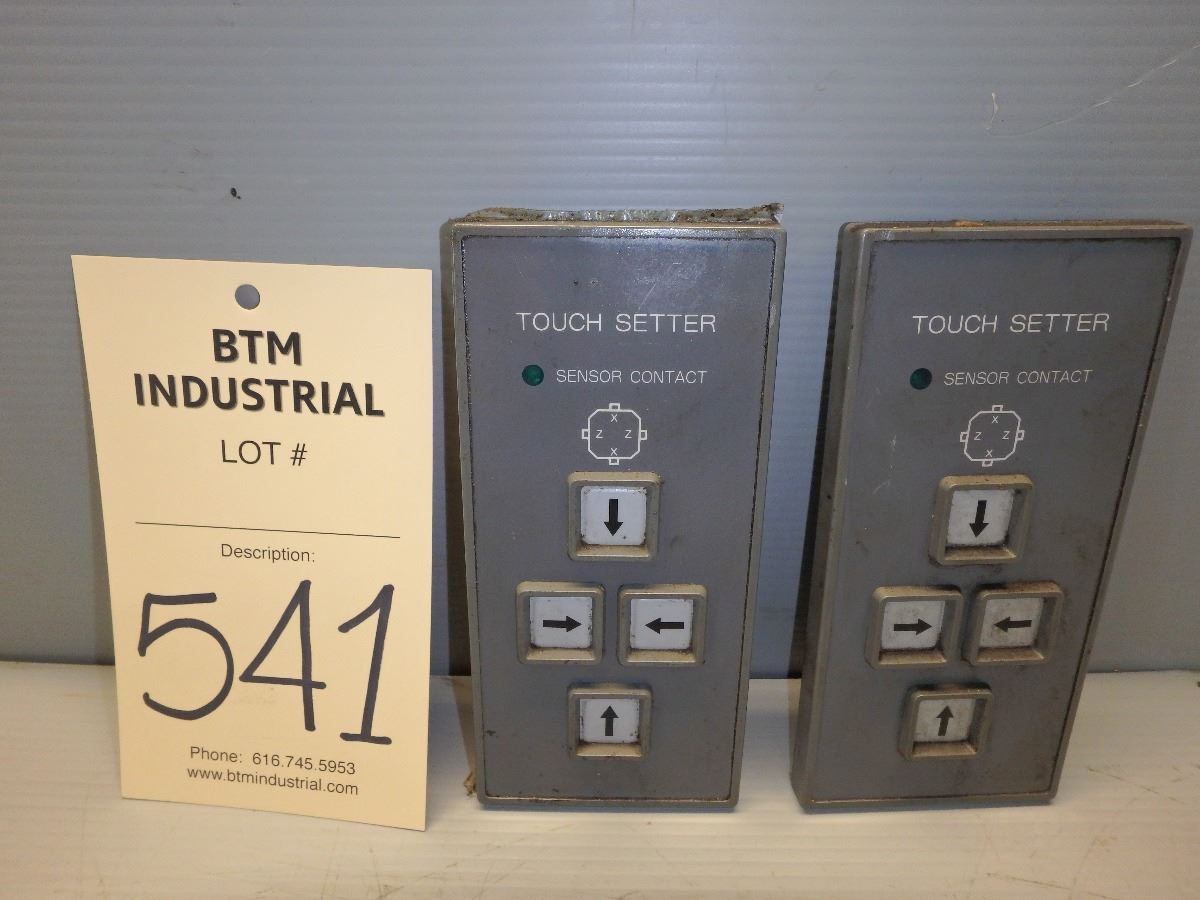 BTM
INDUSTRIAL
LOT #
Description:
541
Phone: 616.745.5953
www.btmindustrial.com
TOUCH SETTER
SENSOR CONTACT
X
Z Z
X
TOUCH SETTER
SENSOR CONTACT
X
Z Z
X